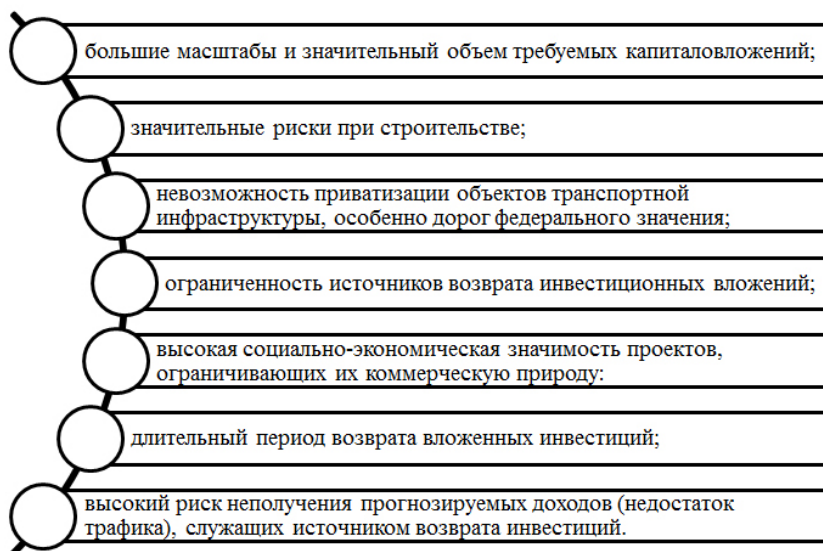 большие масштабы и значительный объем требуемых капиталовложений;
значительные риски при строительстве;
невозможность приватизации объектов транспортной
инфраструктуры, особенно дорог федерального значения;
ограниченность источников возврата инвестиционных вложений;
высокая социально-экономическая значимость проектов,
ограничивающих их коммерческую природу:
длительный период возврата вложенных инвестиций;
высокий риск неполучения прогнозируемых доходов (недостаток
трафика), служащих источником возврата инвестиций.